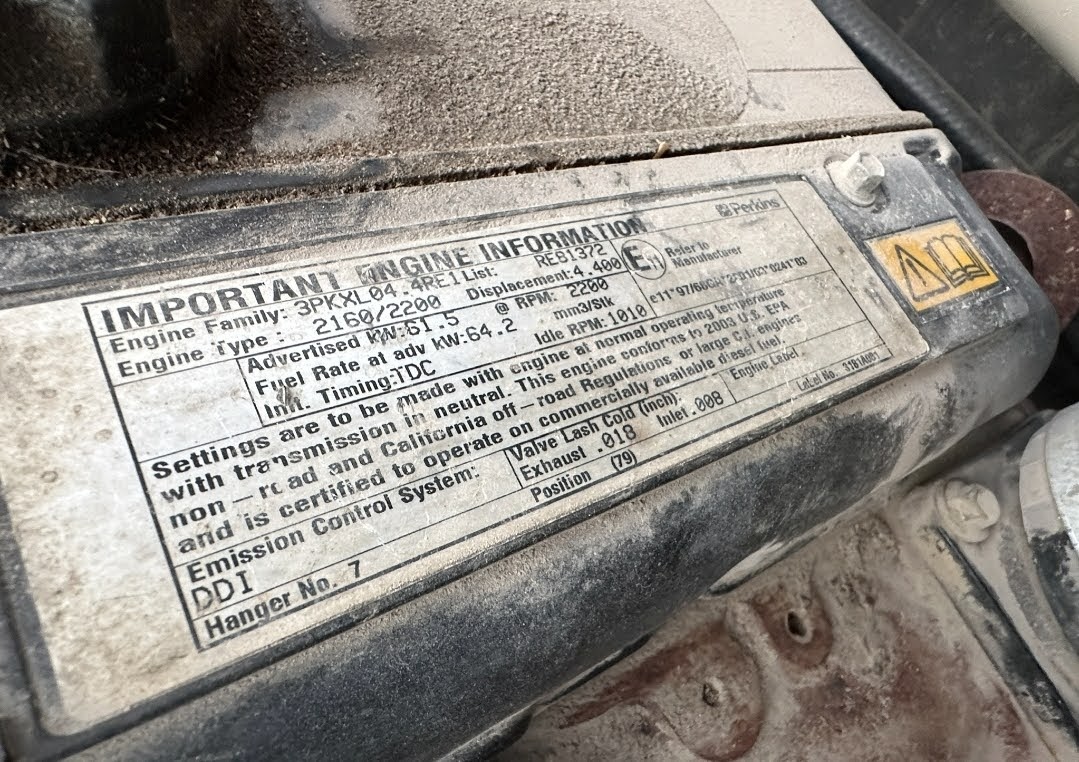 IMPORTANT ENGINE INFORMATION
Perkins
Engine Family: 3PKXL04.4RE1 List: RE81372
Engine Type: 2160/2200 Displacement: 4.400
Advertised kW: 61.5 @ RPM: 2200
Fuel Rate at adv kW: 64.2 mm3/Stk
Init. Timing: TDC Idle RPM: 1010
E11
Refer to
Manufacturer
Settings are to be made with engine at normal operating temperature
with transmission in neutral. This engine conforms to 2003 U.S. EPA
non-road and California off-road Regulations for large C.I. engines
and is certified to operate on commercially available diesel fuel.
Emission Control System:
DDI
Valve Lash Cold (inch)
Exhaust .018 Inlet .008
Engine Label
Hanger No. 7
Position (79)
Label No.